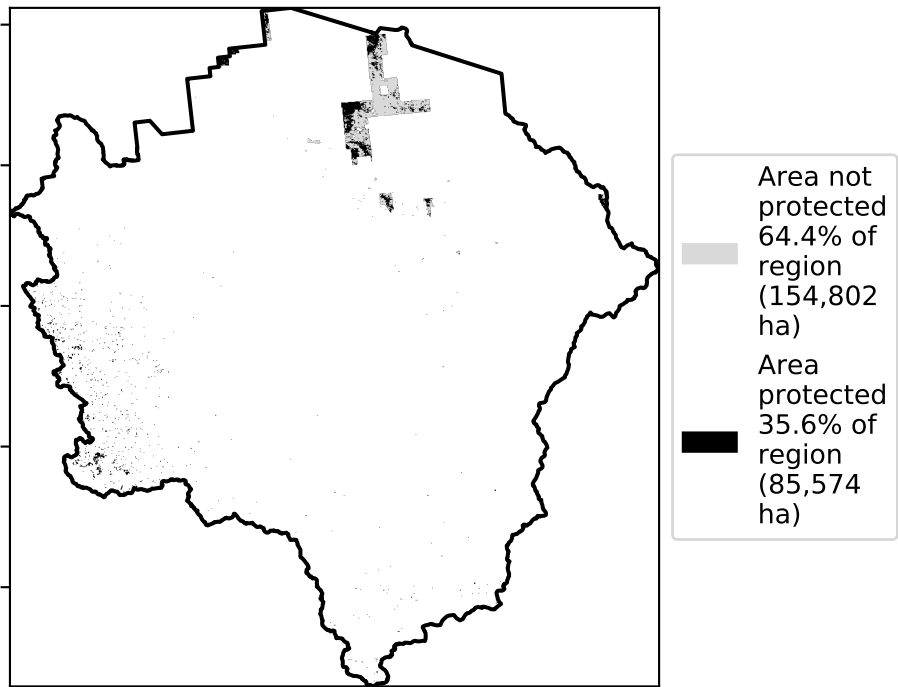 Area not
protected
64.4% of
region
(154,802
ha)
Area
protected
35.6% of
region
(85,574
ha)